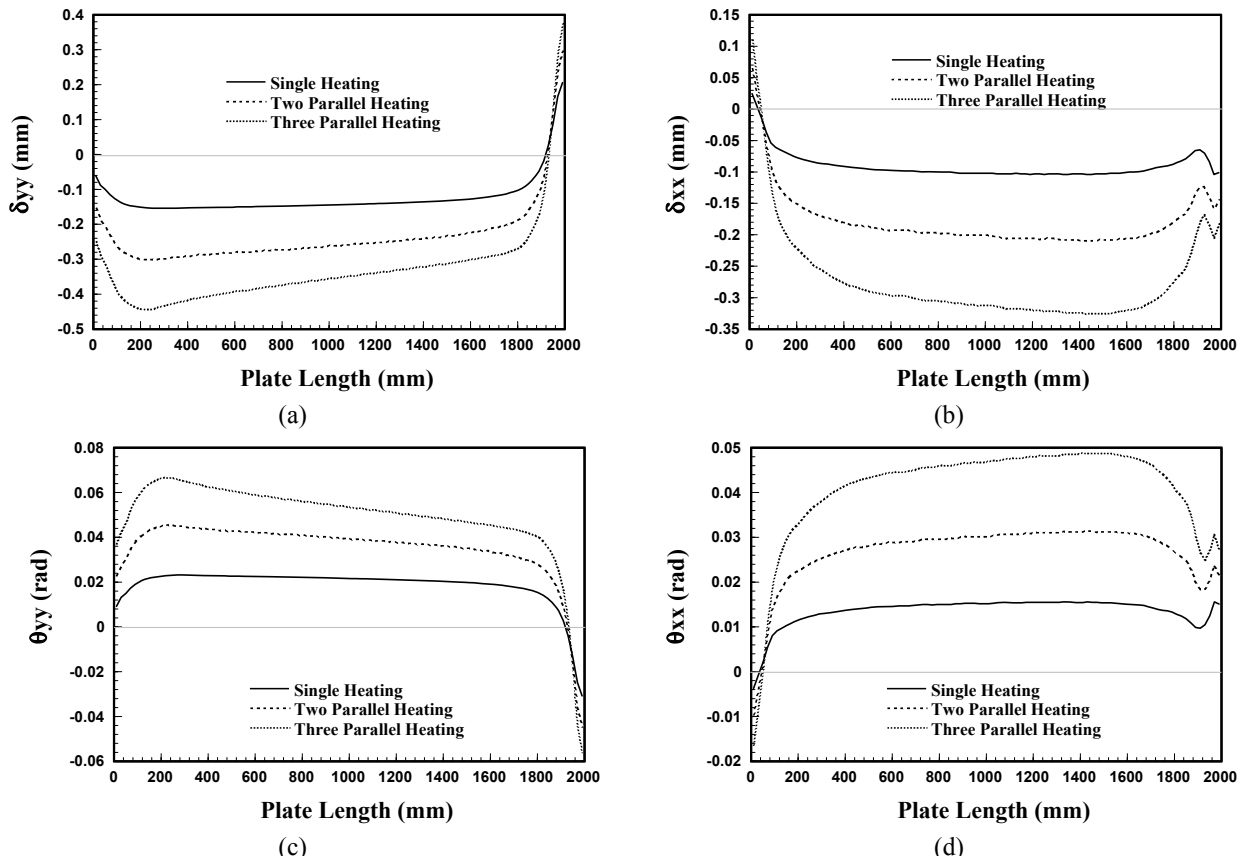 0.4
0.3
0.2
0.1
0
-0.1
-0.2
-0.3
-0.4
-0.5
δyy (mm)
Single Heating
Two Parallel Heating
Three Parallel Heating
0 200 400 600 800 1000 1200 1400 1600 1800 2000
Plate Length (mm)
(a)
0.15
0.1
0.05
0
-0.05
-0.1
-0.15
-0.2
-0.25
-0.3
-0.35
δxx (mm)
Single Heating
Two Parallel Heating
Three Parallel Heating
0 200 400 600 800 1000 1200 1400 1600 1800 2000
Plate Length (mm)
(b)
0.08
0.06
0.04
0.02
0
-0.02
-0.04
-0.06
θyy (rad)
Single Heating
Two Parallel Heating
Three Parallel Heating
0 200 400 600 800 1000 1200 1400 1600 1800 2000
Plate Length (mm)
(c)
0.05
0.04
0.03
0.02
0.01
0
-0.01
-0.02
θxx (rad)
Single Heating
Two Parallel Heating
Three Parallel Heating
0 200 400 600 800 1000 1200 1400 1600 1800 2000
Plate Length (mm)
(d)